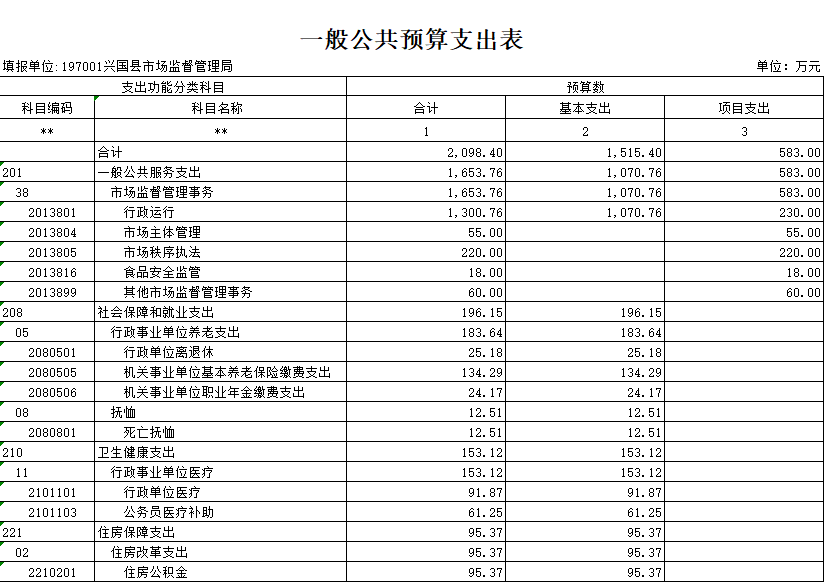 一般公共预算支出表
填报单位:197001兴国县市场监督管理局 单位：万元
支出功能分类科目 预算数
科目编码 科目名称 合计 基本支出 项目支出
** ** 1 2 3
合计 2,098.40 1,515.40 583.00
201 一般公共服务支出 1,653.76 1,070.76 583.00
38 市场监督管理事务 1,653.76 1,070.76 583.00
2013801 行政运行 1,300.76 1,070.76 230.00
2013804 市场主体管理 55.00 55.00
2013805 市场秩序执法 220.00 220.00
2013816 食品安全监管 18.00 18.00
2013899 其他市场监督管理事务 60.00 60.00
208 社会保障和就业支出 196.15 196.15
05 行政事业单位养老支出 183.64 183.64
2080501 行政单位离退休 25.18 25.18
2080505 机关事业单位基本养老保险缴费支出 134.29 134.29
2080506 机关事业单位职业年金缴费支出 24.17 24.17
08 抚恤 12.51 12.51
2080801 死亡抚恤 12.51 12.51
210 卫生健康支出 153.12 153.12
11 行政事业单位医疗 153.12 153.12
2101101 行政单位医疗 91.87 91.87
2101103 公务员医疗补助 61.25 61.25
221 住房保障支出 95.37 95.37
02 住房改革支出 95.37 95.37
2210201 住房公积金 95.37 95.37